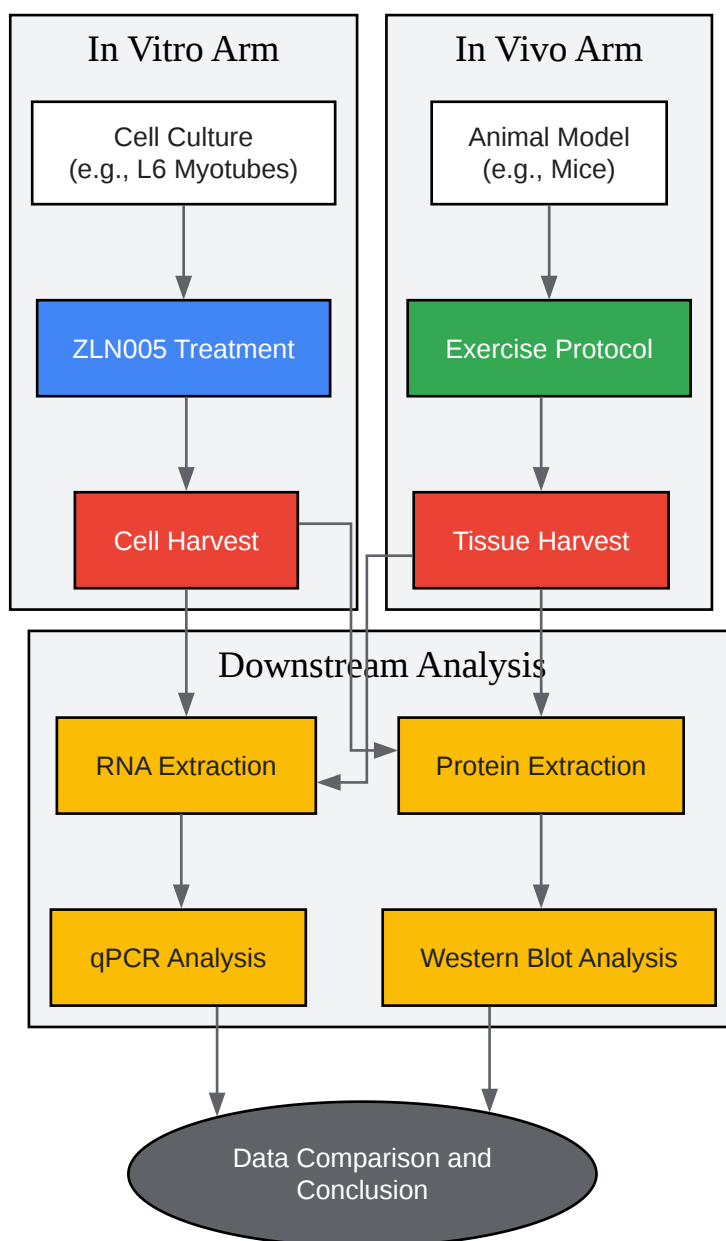 In Vitro Arm
Cell Culture
(e.g., L6 Myotubes)
ZLN005 Treatment
Cell Harvest
In Vivo Arm
Animal Model
(e.g., Mice)
Exercise Protocol
Tissue Harvest
Downstream Analysis
RNA Extraction
Protein Extraction
qPCR Analysis
Western Blot Analysis
Data Comparison and
Conclusion